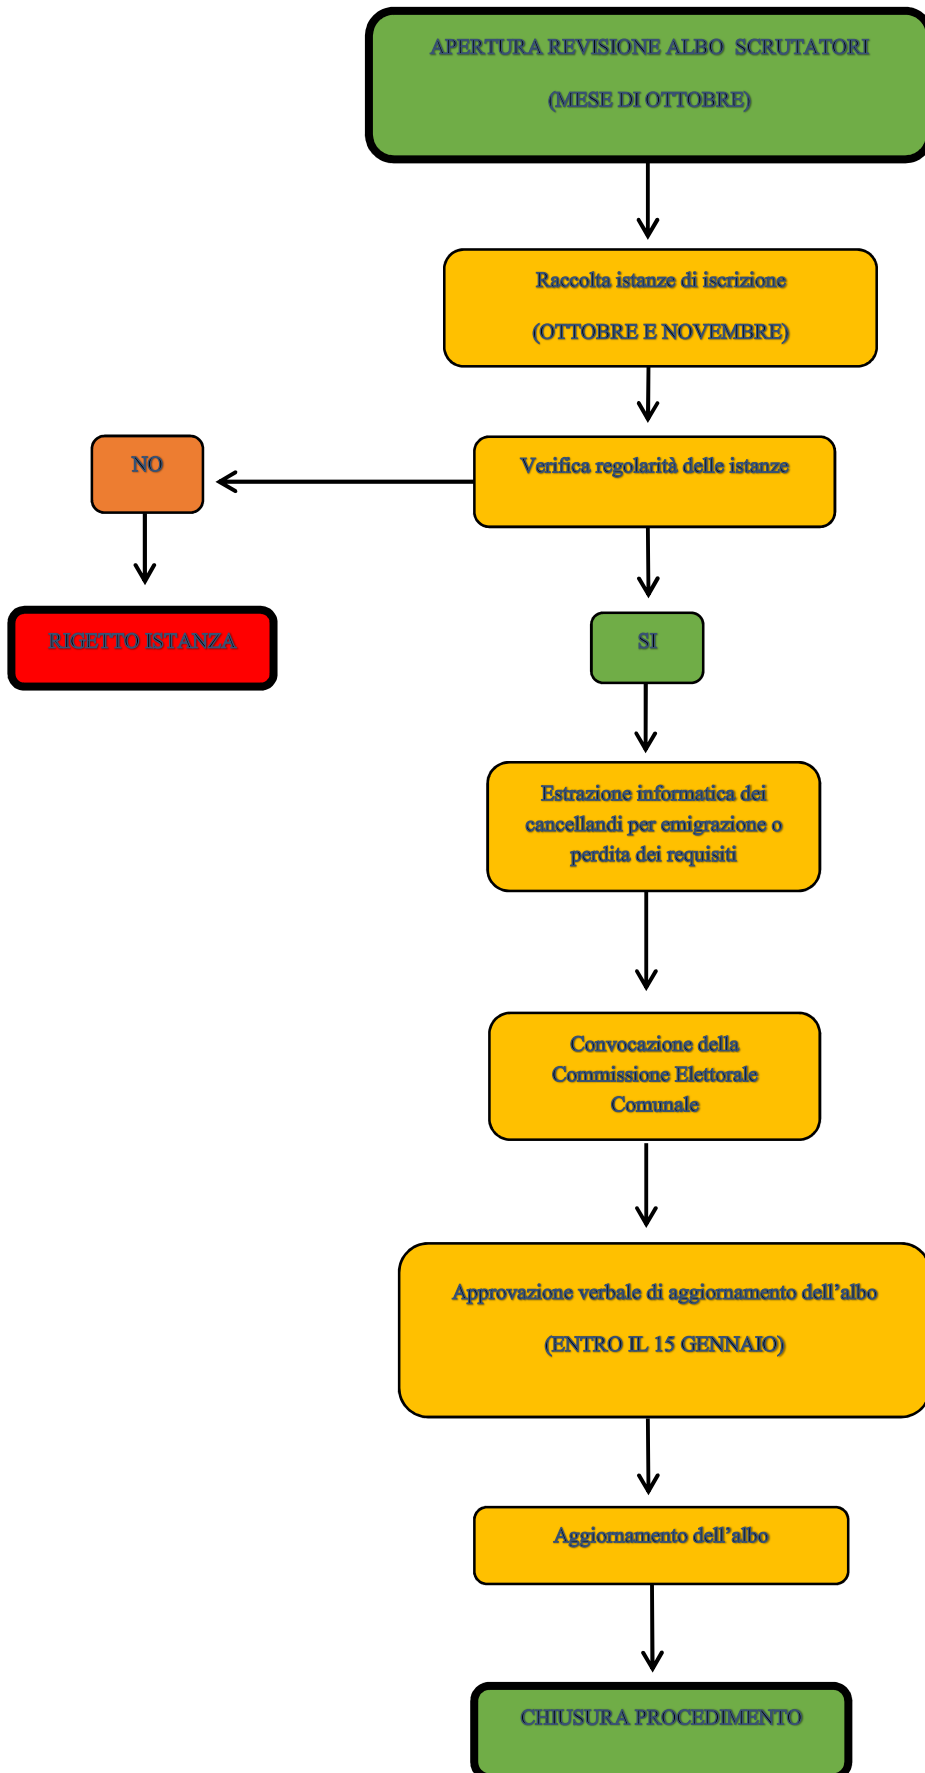 APERTURA REVISIONE ALBO SCRUTATORI
(MESE DI OTTOBRE)
Raccolta istanze di iscrizione
(OTTOBRE E NOVEMBRE)
NO
Verifica regolarità delle istanze
RIGETTO ISTANZA
SI
Estrazione informatica dei
cancellandi per emigrazione o
perdita dei requisiti
Convocazione della
Commissione Elettorale
Comunale
Approvazione verbale di aggiornamento dell’albo
(ENTRO IL 15 GENNAIO)
Aggiornamento dell’albo
CHIUSURA PROCEDIMENTO